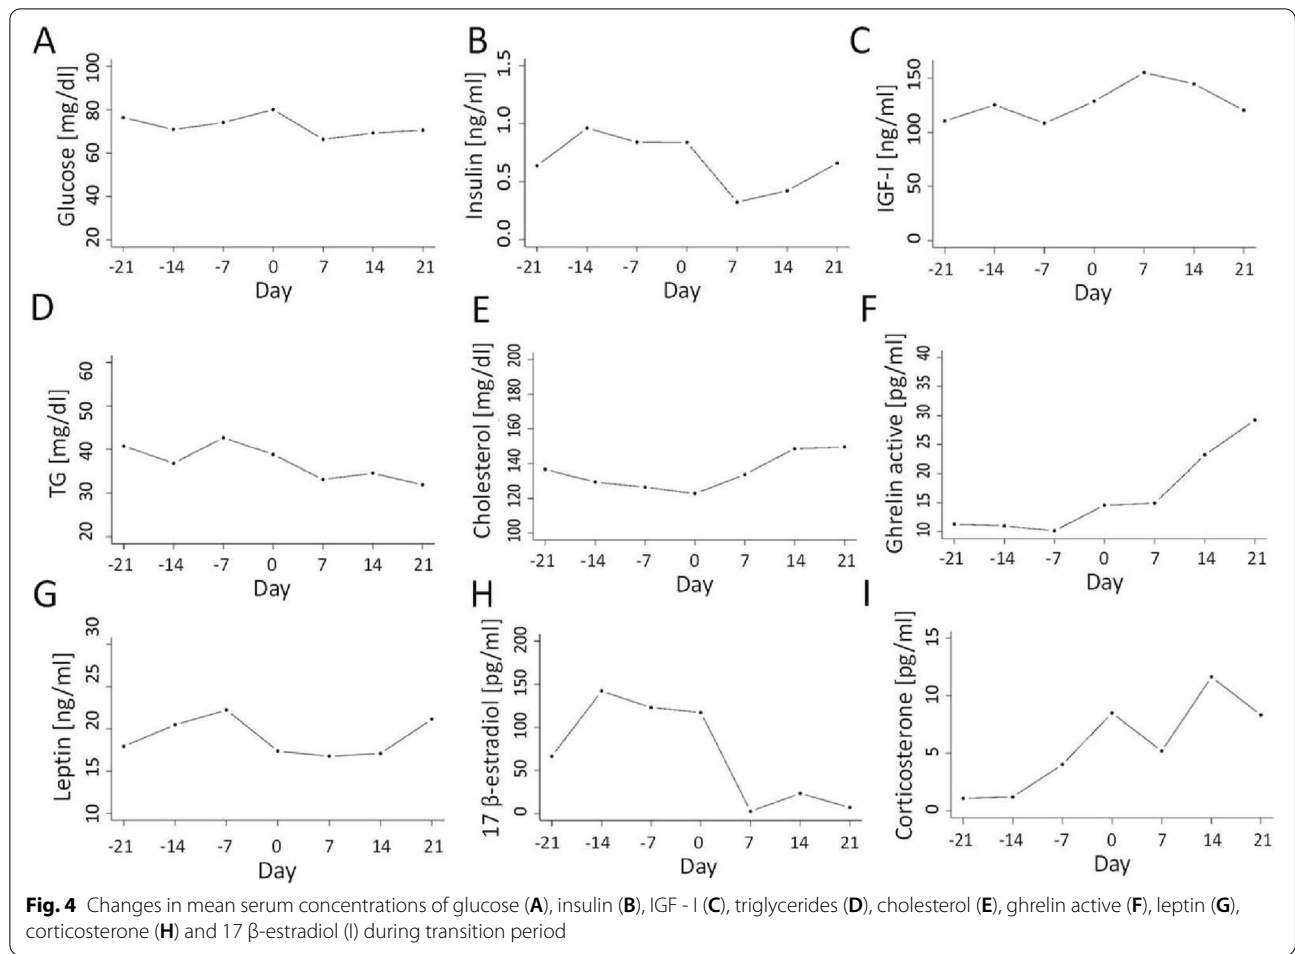 A
Glucose [mg/dl]
100
80
60
40
20
-21 -14 -7 0 7 14 21
Day
B
Insulin [ng/ml]
1.5
1.0
0.5
0.0
-21 -14 -7 0 7 14 21
Day
C
IGF-I [ng/ml]
150
100
50
0
-21 -14 -7 0 7 14 21
Day
D
TG [mg/dl]
60
50
40
30
20
-21 -14 -7 0 7 14 21
Day
E
Cholesterol [mg/dl]
200
180
160
140
120
100
-21 -14 -7 0 7 14 21
Day
F
Ghrelin active [pg/ml]
40
35
30
25
20
15
10
-21 -14 -7 0 7 14 21
Day
G
Leptin [ng/ml]
30
25
20
15
10
-21 -14 -7 0 7 14 21
Day
H
17 β-estradiol [pg/ml]
200
150
100
50
0
-21 -14 -7 0 7 14 21
Day
I
Corticosterone [pg/ml]
15
10
5
0
-21 -14 -7 0 7 14 21
Day
Fig. 4 Changes in mean serum concentrations of glucose (A), insulin (B), IGF - I (C), triglycerides (D), cholesterol (E), ghrelin active (F), leptin (G),
corticosterone (H) and 17 β-estradiol (I) during transition period